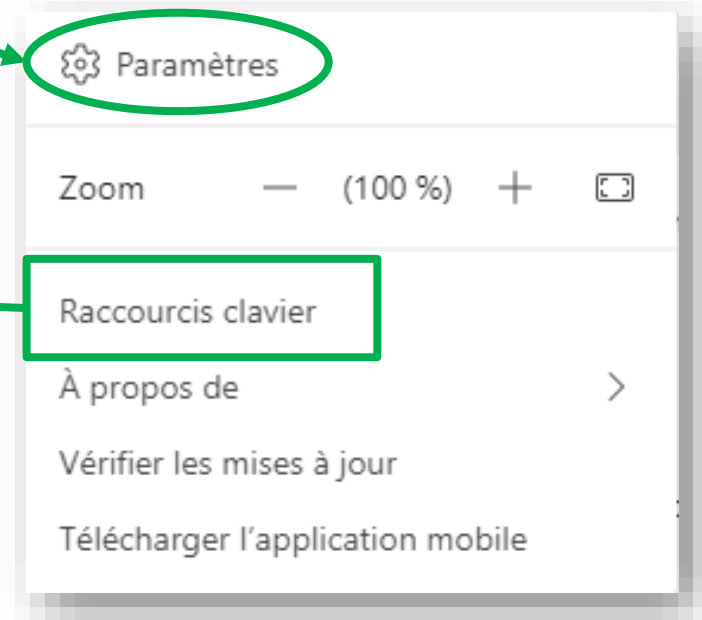 Paramètres
Zoom — (100 %) +
Raccourcis clavier
À propos de
Vérifier les mises à jour
Télécharger l'application mobile